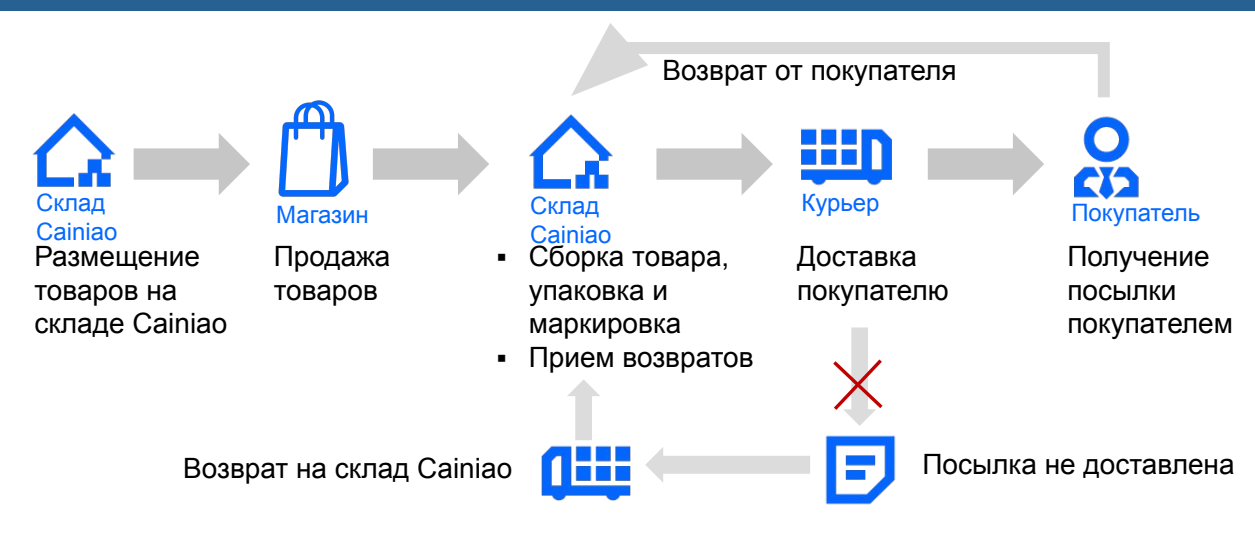 Возврат от покупателя
Склад
Cainiao
Размещение
товаров на
складе Cainiao
Магазин
Продажа
товаров
Склад
Cainiao
▪ Сборка товара,
упаковка и
маркировка
▪ Прием возвратов
Курьер
Доставка
покупателю
Покупатель
Получение
посылки
покупателем
Возврат на склад Cainiao
Посылка не доставлена